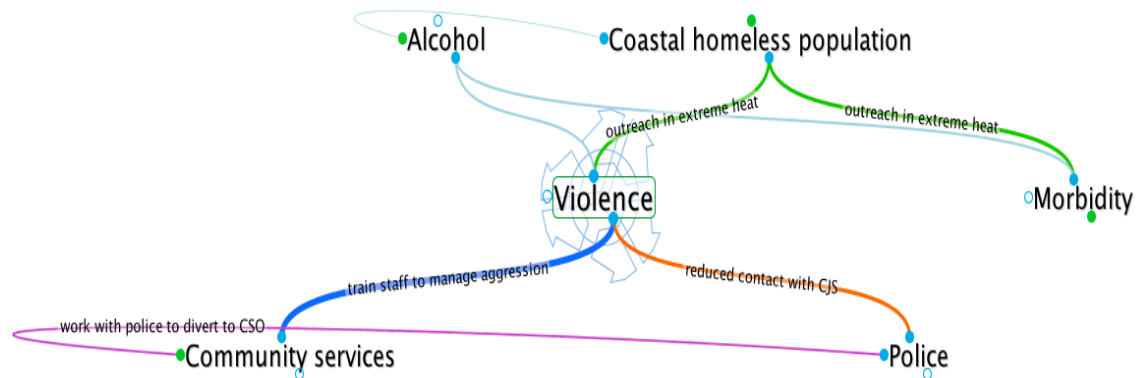 Alcohol
Coastal homeless population
outreach in extreme heat
outreach in extreme heat
Violence
Morbidity
train staff to manage aggression
reduced contact with CJS
work with police to divert to CSO
Community services
Police